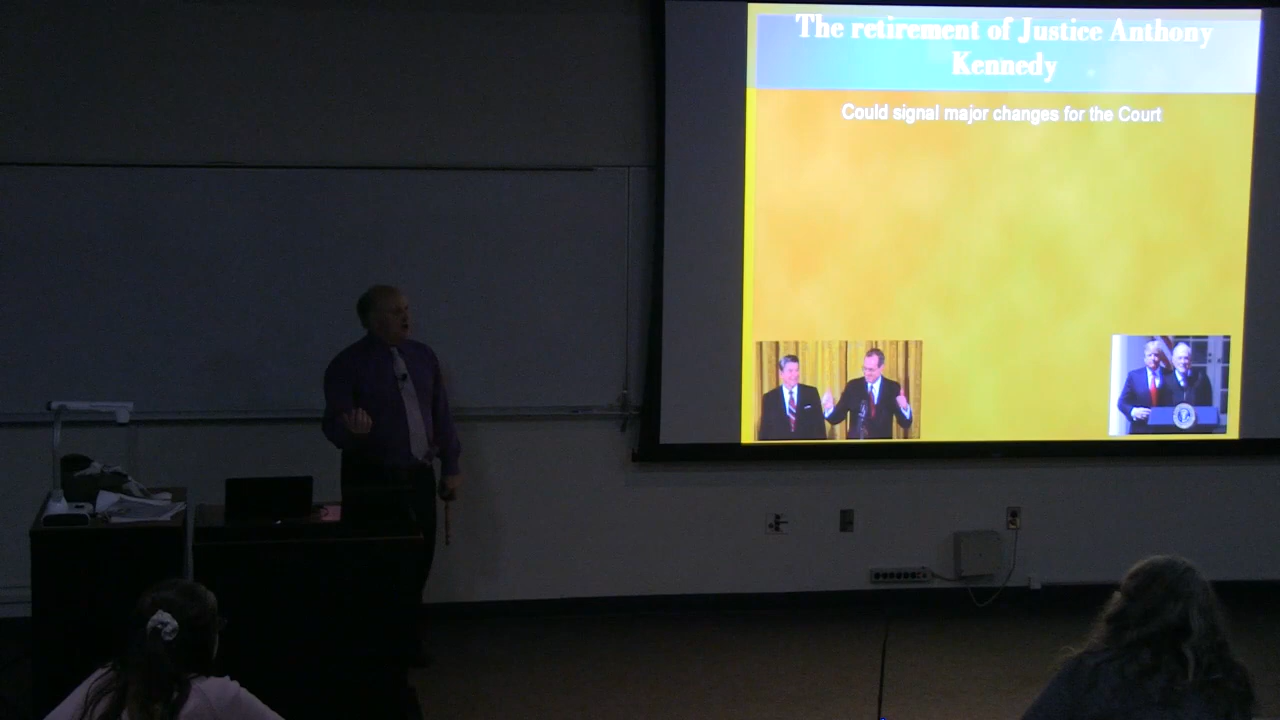 The retirement of Justice Anthony
Kennedy
Could signal major changes for the Court